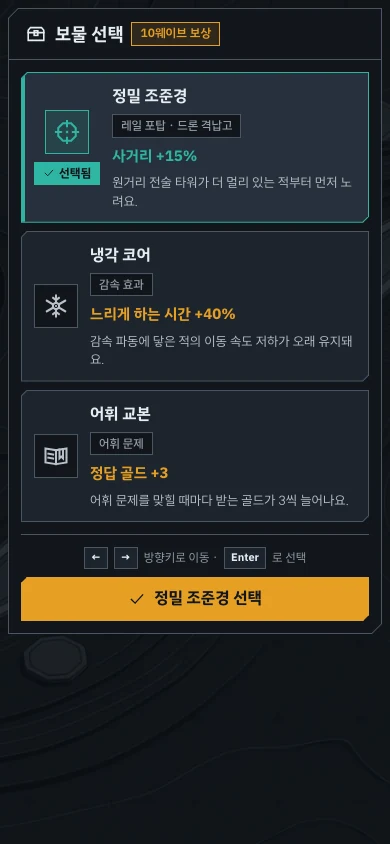 보물 선택 10웨이브 보상
정밀 조준경
레일 포탑 · 드론 격납고
사거리 +15%
✓ 선택됨
원거리 전술 타워가 더 멀리 있는 적부터 먼저 노
려요.
냉각 코어
감속 효과
느리게 하는 시간 +40%
감속 파동에 닿은 적의 이동 속도 저하가 오래 유지돼
요.
어휘 교본
어휘 문제
정답 골드 +3
어휘 문제를 맞힐 때마다 받는 골드가 3씩 늘어나요.
← → 방향키로 이동 · Enter 로 선택
✓ 정밀 조준경 선택